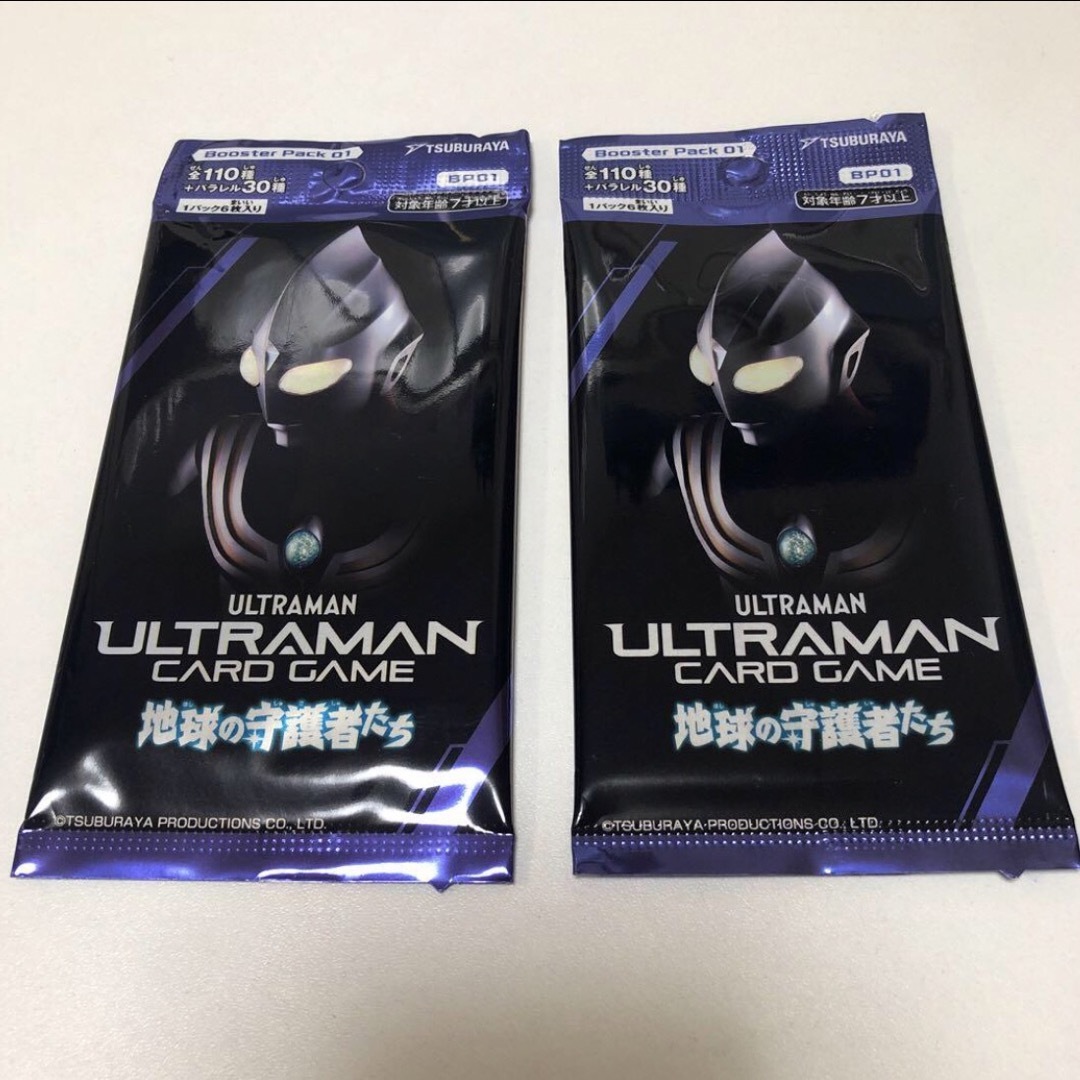 Booster Pack 01
TSUBURAYA
全110種
+パラレル30種
BP01
1パック6枚入り
対象年齢7才以上
ULTRAMAN
ULTRAMAN
CARD GAME
地球の守護者たち
©TSUBURAYA PRODUCTIONS CO., LTD.
Booster Pack 01
TSUBURAYA
全110種
+パラレル30種
BP01
1パック6枚入り
対象年齢7才以上
ULTRAMAN
ULTRAMAN
CARD GAME
地球の守護者たち
©TSUBURAYA PRODUCTIONS CO., LTD.